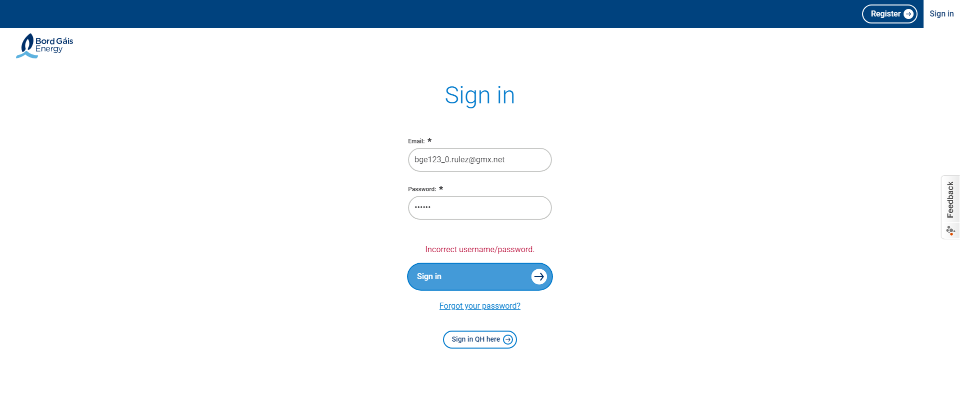 Register
Sign in
Bord Gáis
Energy
Sign in
Email: *
bge123_0.rulez@gmx.net
Password: *
••••••
Feedback
Incorrect username/password.
Sign in
Forgot your password?
Sign in QH here